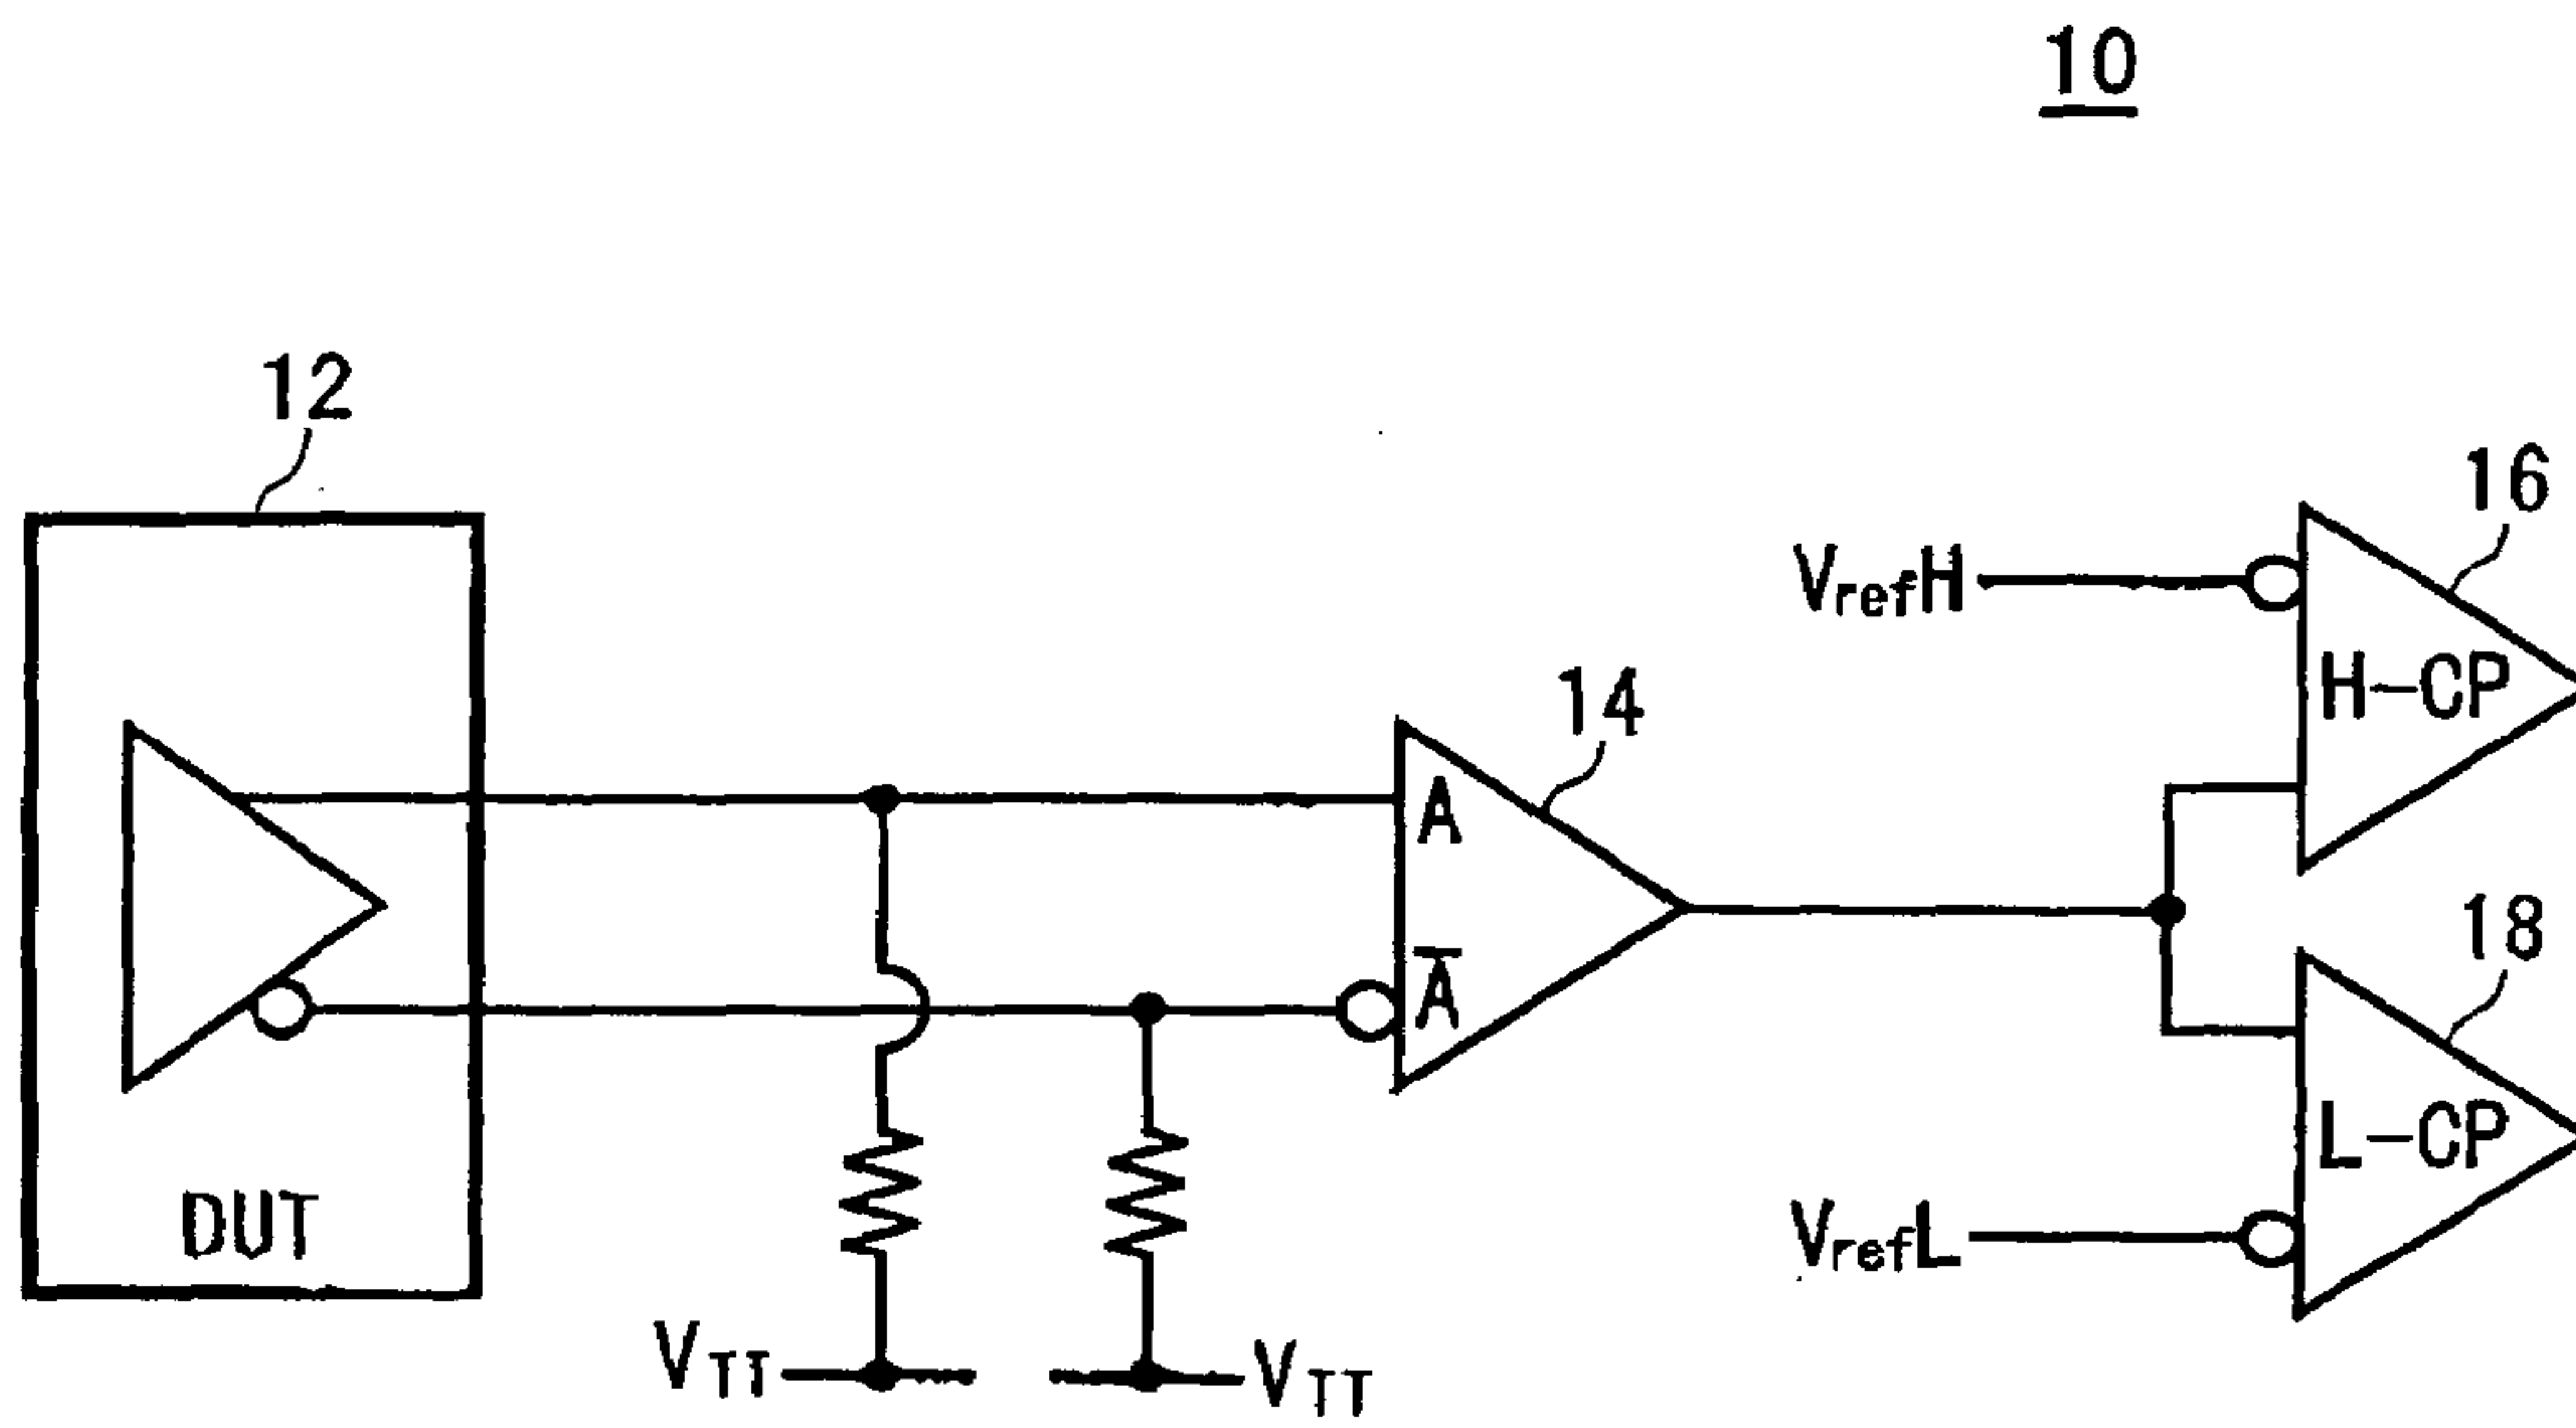 10
12
16
VrefH
H-CP
14
A
A̅
18
L-CP
VrefL
DUT
VTT
VTT